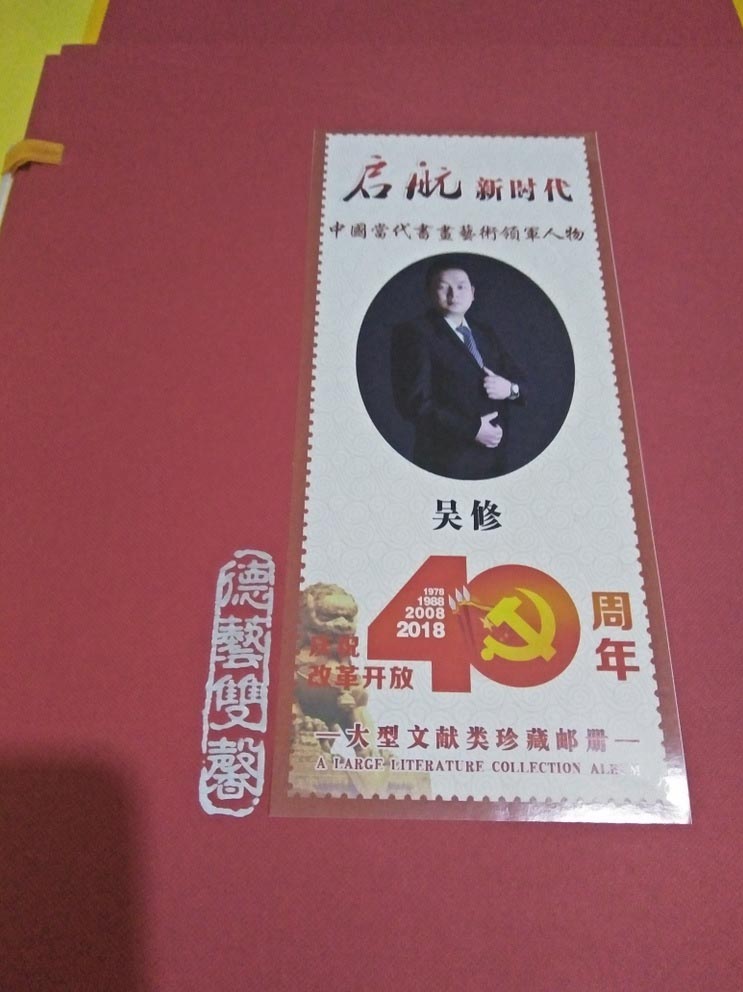 启航 新时代
中國當代书畫藝術領軍人物
吴修
1978
1988
2008
2018
40
周年
庆祝
改革开放
—大型文献类珍藏邮册—
A LARGE LITERATURE COLLECTION ALBUM
德藝雙馨